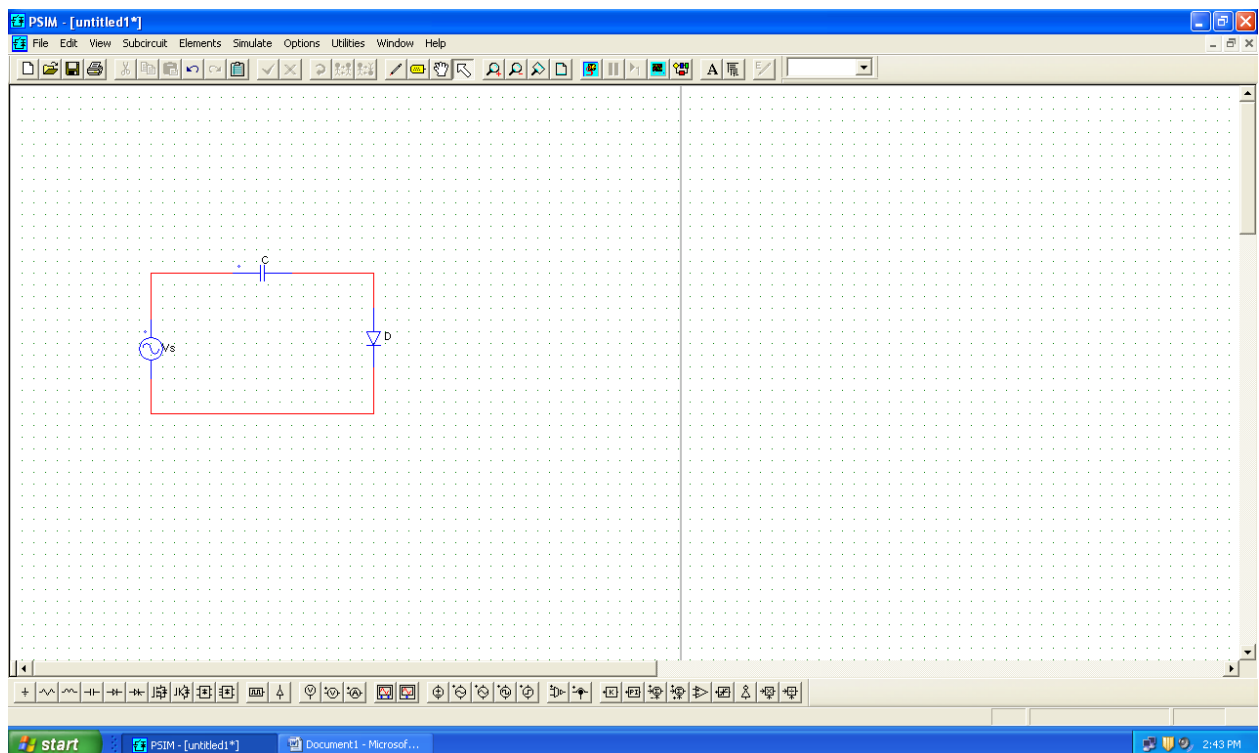 PSIM - [untitled1*]
File Edit View Subcircuit Elements Simulate Options Utilities Window Help
A
C
D
Vs
K
PI
start
PSIM - [untitled1*]
Document1 - Microsof...
2:43 PM